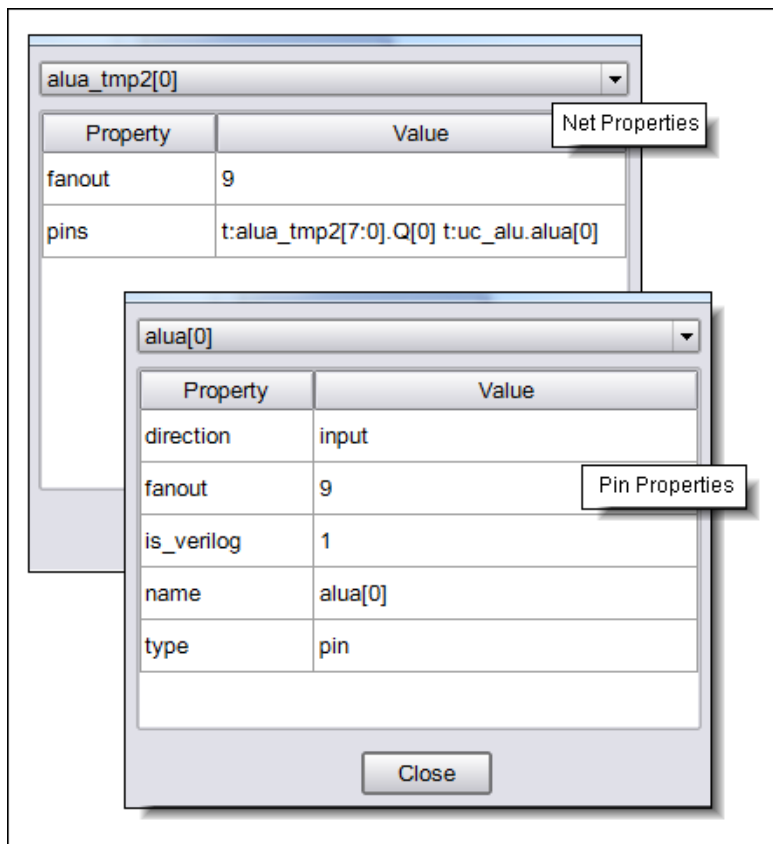 alua_tmp2[0]
Net Properties
Property Value
fanout 9
pins t:alua_tmp2[7:0].Q[0] t:uc_alu.alua[0]
alua[0]
Property Value
direction input
fanout 9
Pin Properties
is_verilog 1
name alua[0]
type pin
Close